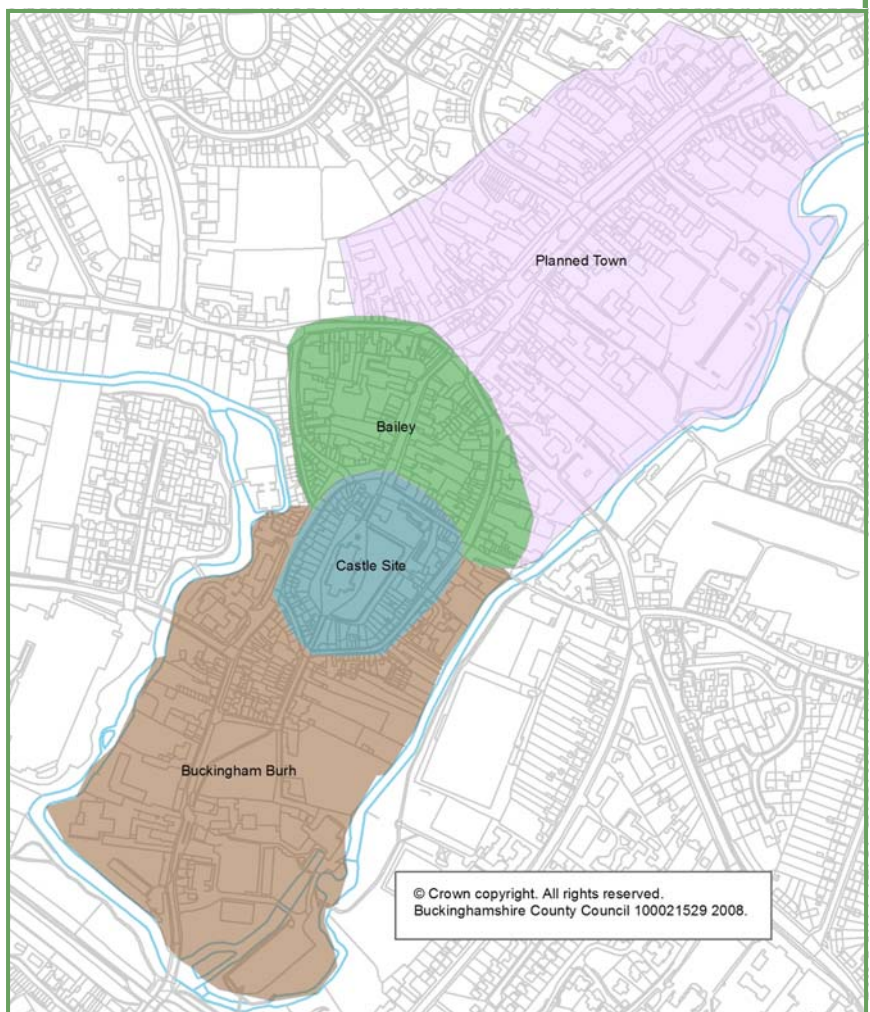 Planned Town
Bailey
Castle Site
Buckingham Burh
© Crown copyright. All rights reserved.
Buckinghamshire County Council 100021529 2008.